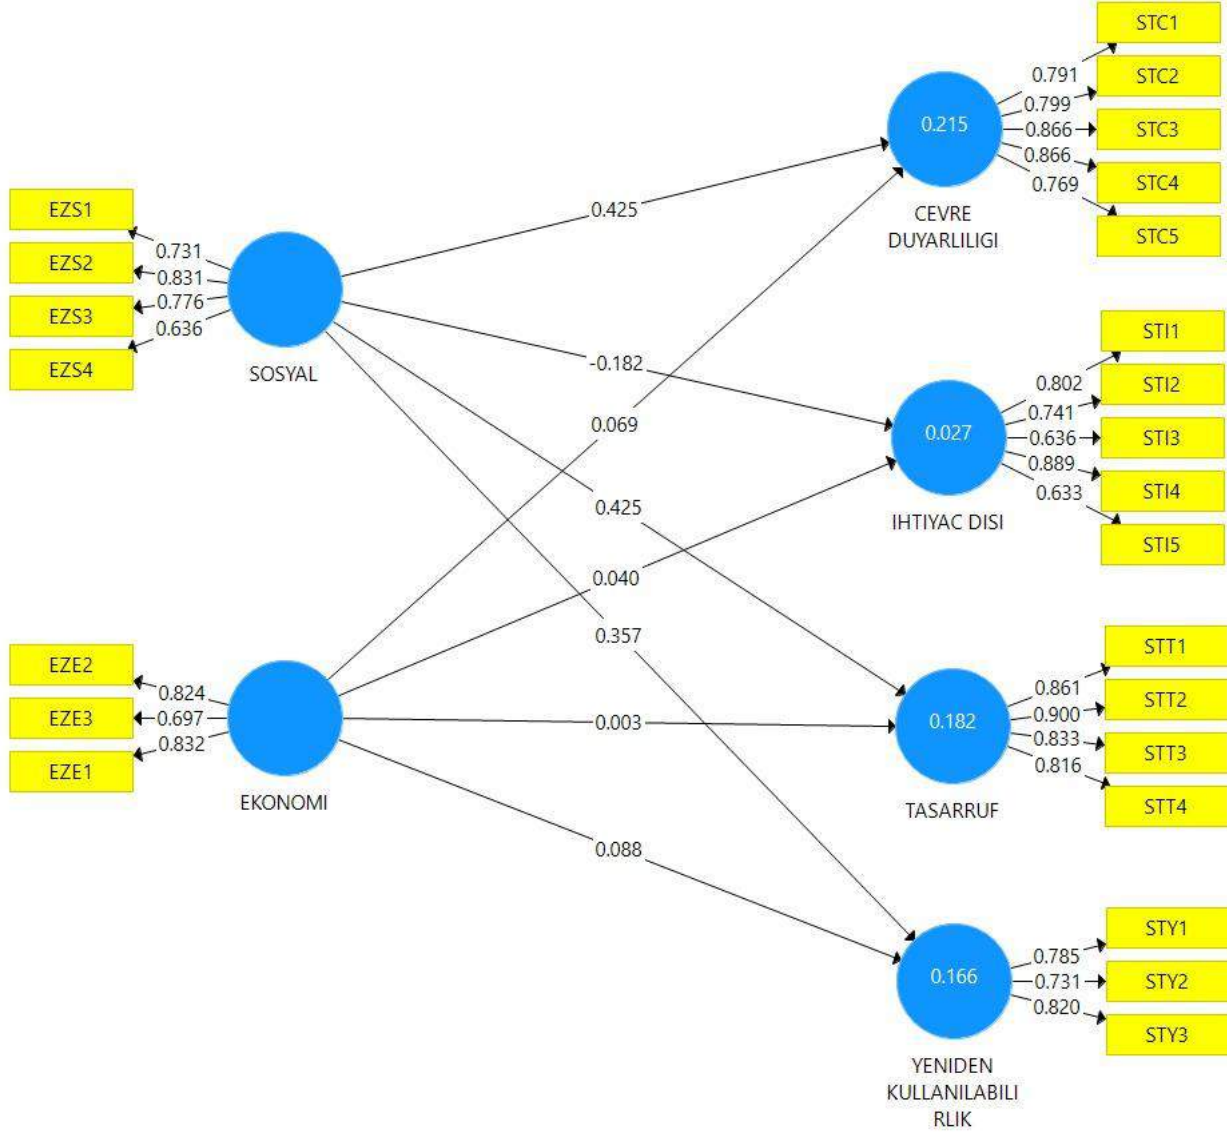 EZS1
EZS2
EZS3
EZS4
0.731
0.831
0.776
0.636
SOSYAL
EZE2
EZE3
EZE1
0.824
0.697
0.832
EKONOMI
0.425
-0.182
0.069
0.425
0.040
0.357
0.003
0.088
0.215
CEVRE
DUYARLILIGI
0.791
0.799
0.866
0.866
0.769
STC1
STC2
STC3
STC4
STC5
0.027
IHTIYAC DISI
0.802
0.741
0.636
0.889
0.633
STI1
STI2
STI3
STI4
STI5
0.182
TASARRUF
0.861
0.900
0.833
0.816
STT1
STT2
STT3
STT4
0.166
YENIDEN
KULLANILABILI
RLIK
0.785
0.731
0.820
STY1
STY2
STY3